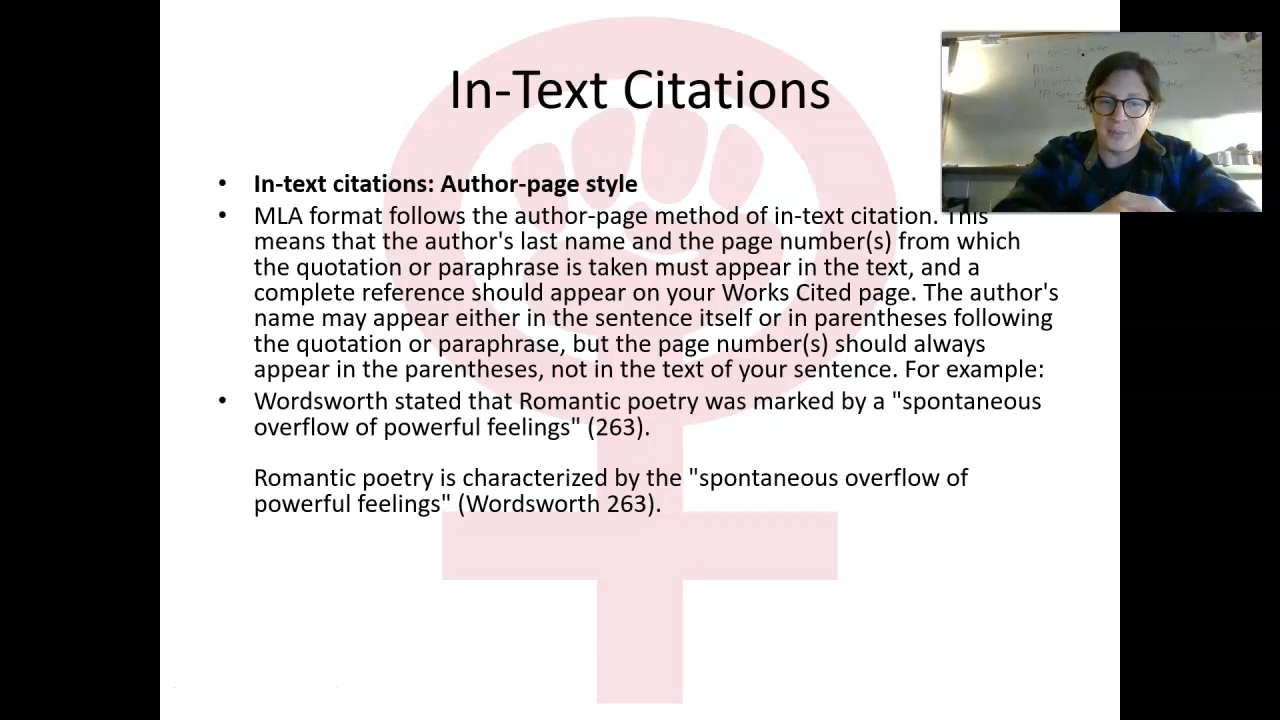 In-Text Citations
• In-text citations: Author-page style
• MLA format follows the author-page method of in-text citation. This
means that the author's last name and the page number(s) from which
the quotation or paraphrase is taken must appear in the text, and a
complete reference should appear on your Works Cited page. The author's
name may appear either in the sentence itself or in parentheses following
the quotation or paraphrase, but the page number(s) should always
appear in the parentheses, not in the text of your sentence. For example:
• Wordsworth stated that Romantic poetry was marked by a "spontaneous
overflow of powerful feelings" (263).
Romantic poetry is characterized by the "spontaneous overflow of
powerful feelings" (Wordsworth 263).